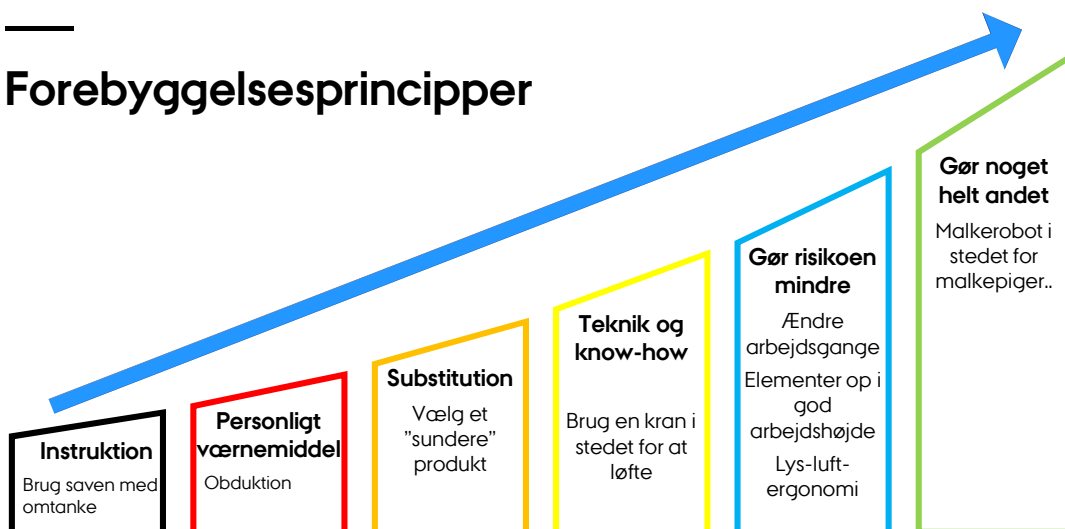 Forebyggelsesprincipper
Instruktion
Brug saven med
omtanke
Personligt
værnemiddel
Obduktion
Substitution
Vælg et
”sundere”
produkt
Teknik og
know-how
Brug en kran i
stedet for at
løfte
Gør risikoen
mindre
Ændre
arbejdsgange
Elementer op i
god
arbejdshøjde
Lys-luft-
ergonomi
Gør noget
helt andet
Malkerobot i
stedet for
malkepiger..